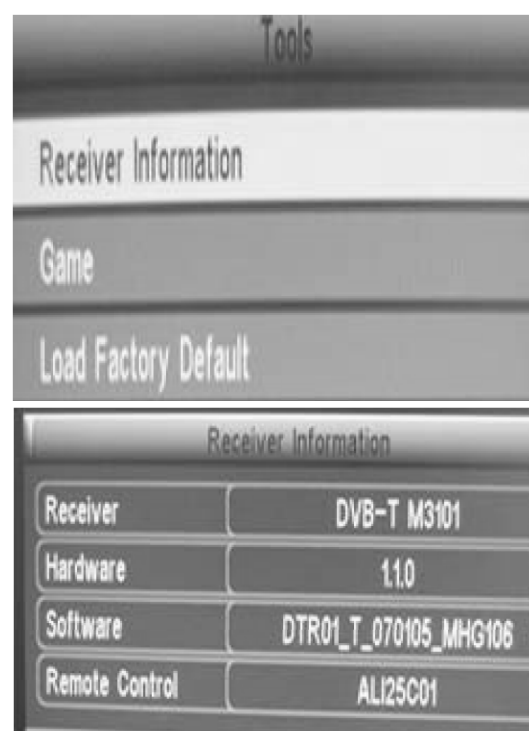 Tools
Receiver Information
Game
Load Factory Default
Receiver Information
Receiver DVB-T M3101
Hardware 1.1.0
Software DTR01_T_070105_MHG106
Remote Control ALI25C01